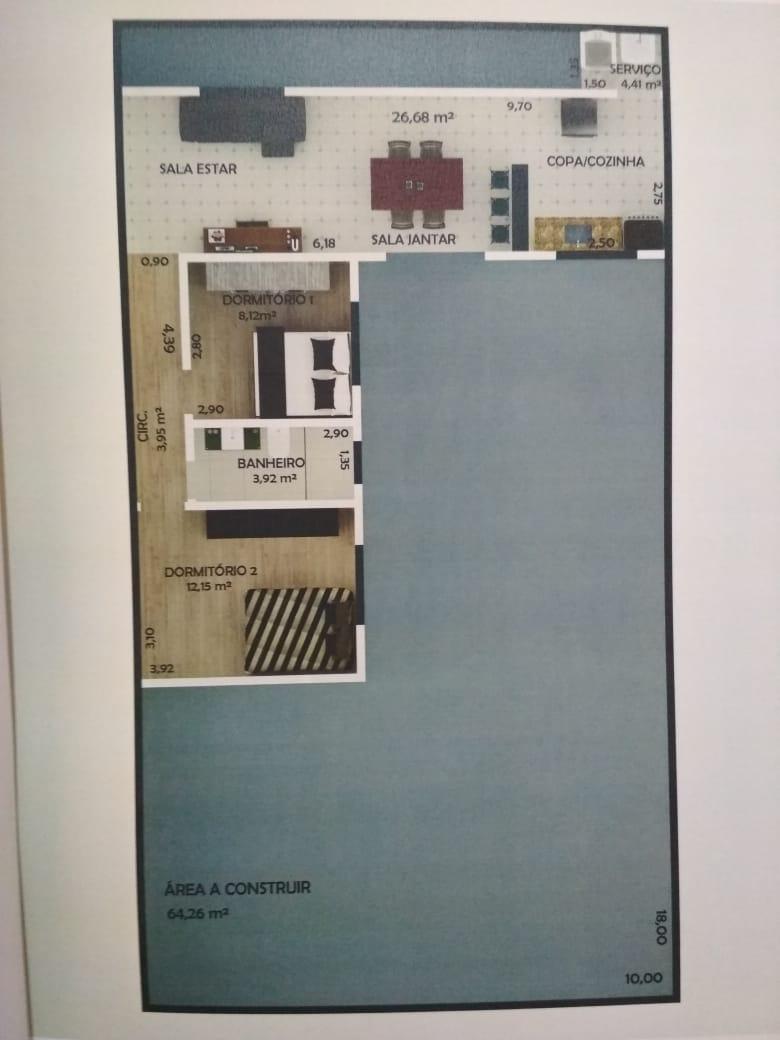 SERVIÇO
1,50 4,41 m²
9,70
26,68 m²
COPA/COZINHA
SALA ESTAR
2,75
SALA JANTAR
6,18
2,50
0,90
DORMITÓRIO 1
8,12m²
4,39
2,80
2,90
CIRC.
3,95 m²
2,90
1,35
BANHEIRO
3,92 m²
DORMITÓRIO 2
12,15 m²
3,10
3,92
ÁREA A CONSTRUIR
64,26 m²
18,00
10,00